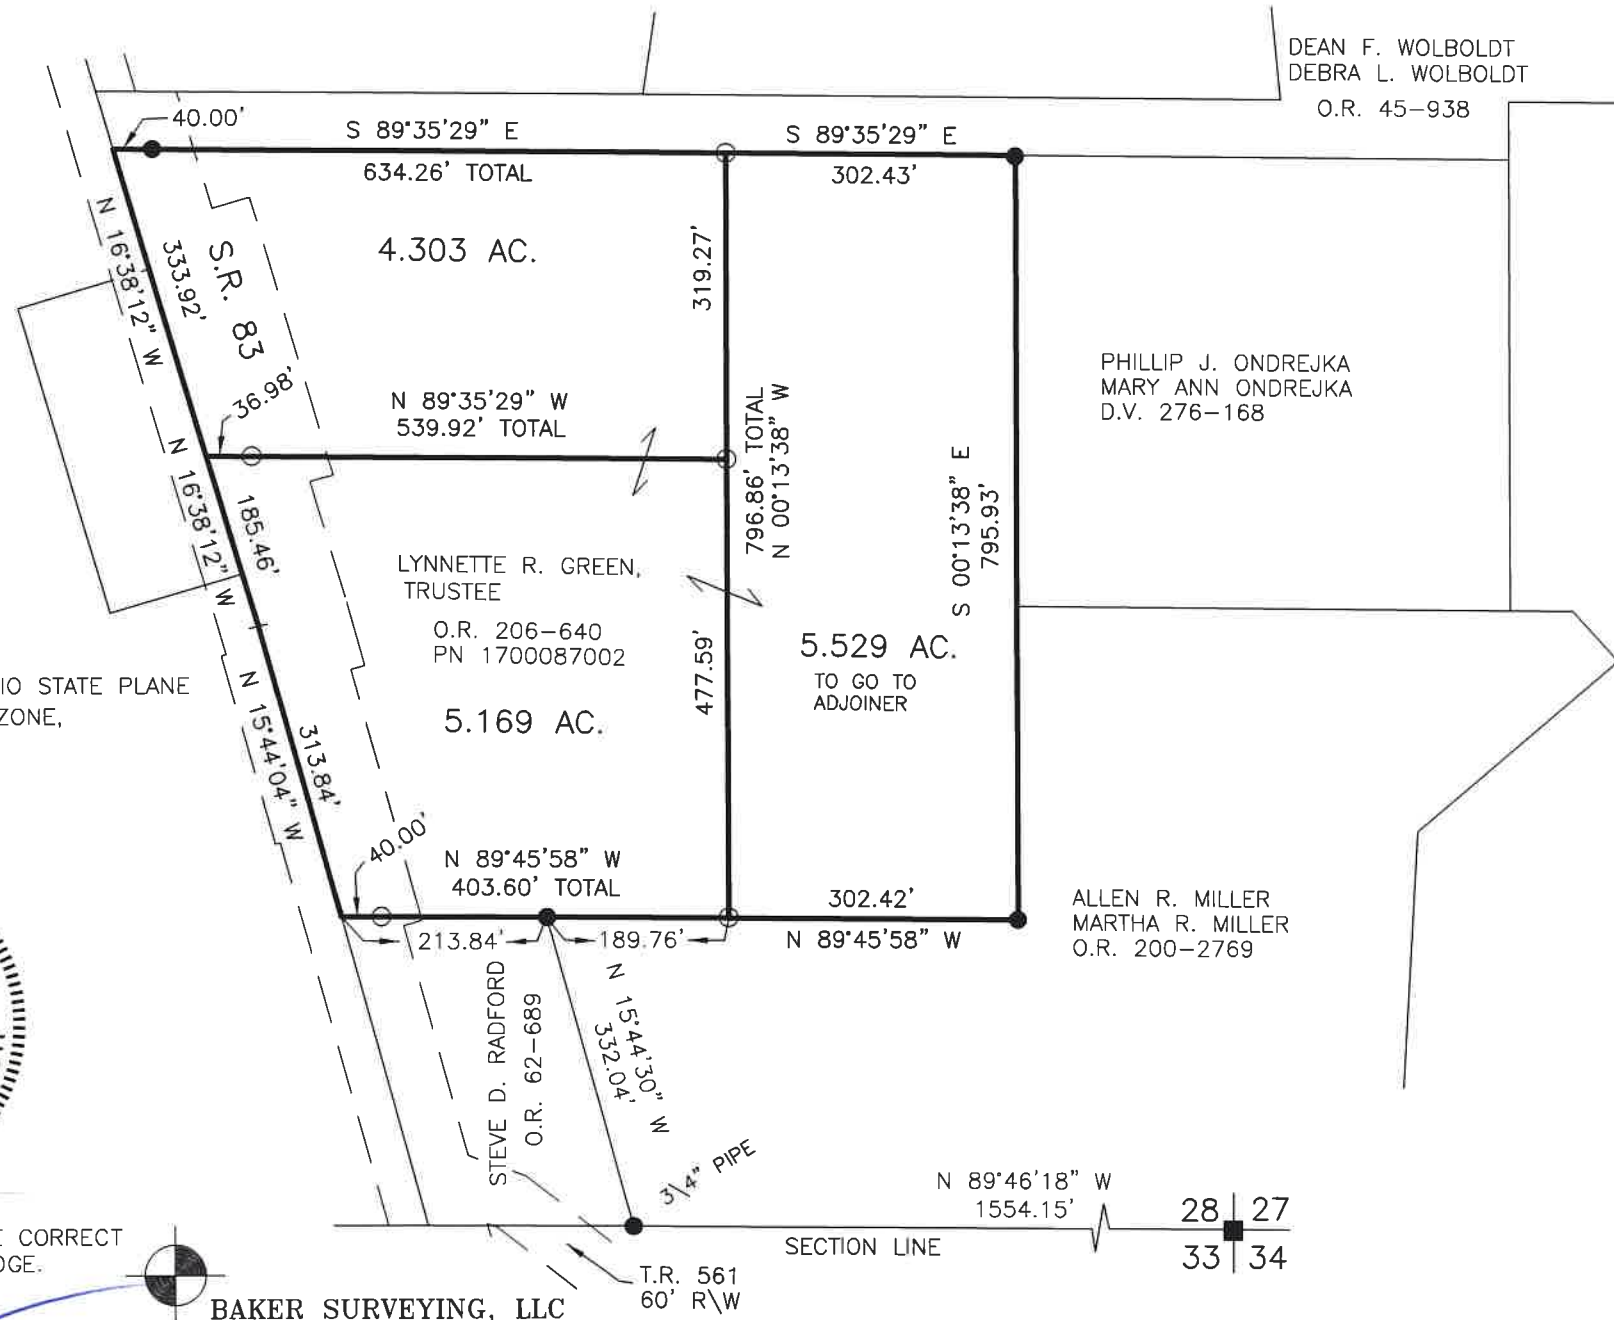 DEAN F. WOLBOLDT
DEBRA L. WOLBOLDT
O.R. 45-938
40.00'
S 89°35'29" E
634.26' TOTAL
S 89°35'29" E
302.43'
N 16°38'12" W
333.92'
S.R. 83
4.303 AC.
319.27'
36.98'
N 89°35'29" W
539.92' TOTAL
796.86' TOTAL
N 00°13'38" W
S 00°13'38" E
795.93'
PHILLIP J. ONDREJKA
MARY ANN ONDREJKA
D.V. 276-168
N 16°38'12" W
185.46'
LYNNETTE R. GREEN,
TRUSTEE
O.R. 206-640
PN 1700087002
5.169 AC.
477.59'
5.529 AC.
TO GO TO
ADJOINER
IO STATE PLANE
ZONE,
N 15°44'04" W
313.84'
40.00'
N 89°45'58" W
403.60' TOTAL
302.42'
N 89°45'58" W
213.84'
189.76'
ALLEN R. MILLER
MARTHA R. MILLER
O.R. 200-2769
STEVE D. RADFORD
O.R. 62-689
N 15°44'30" W
332.04'
3\4" PIPE
N 89°46'18" W
1554.15'
SECTION LINE
28 27
33 34
T.R. 561
60' R\W
CORRECT
OGE.
BAKER SURVEYING, LLC